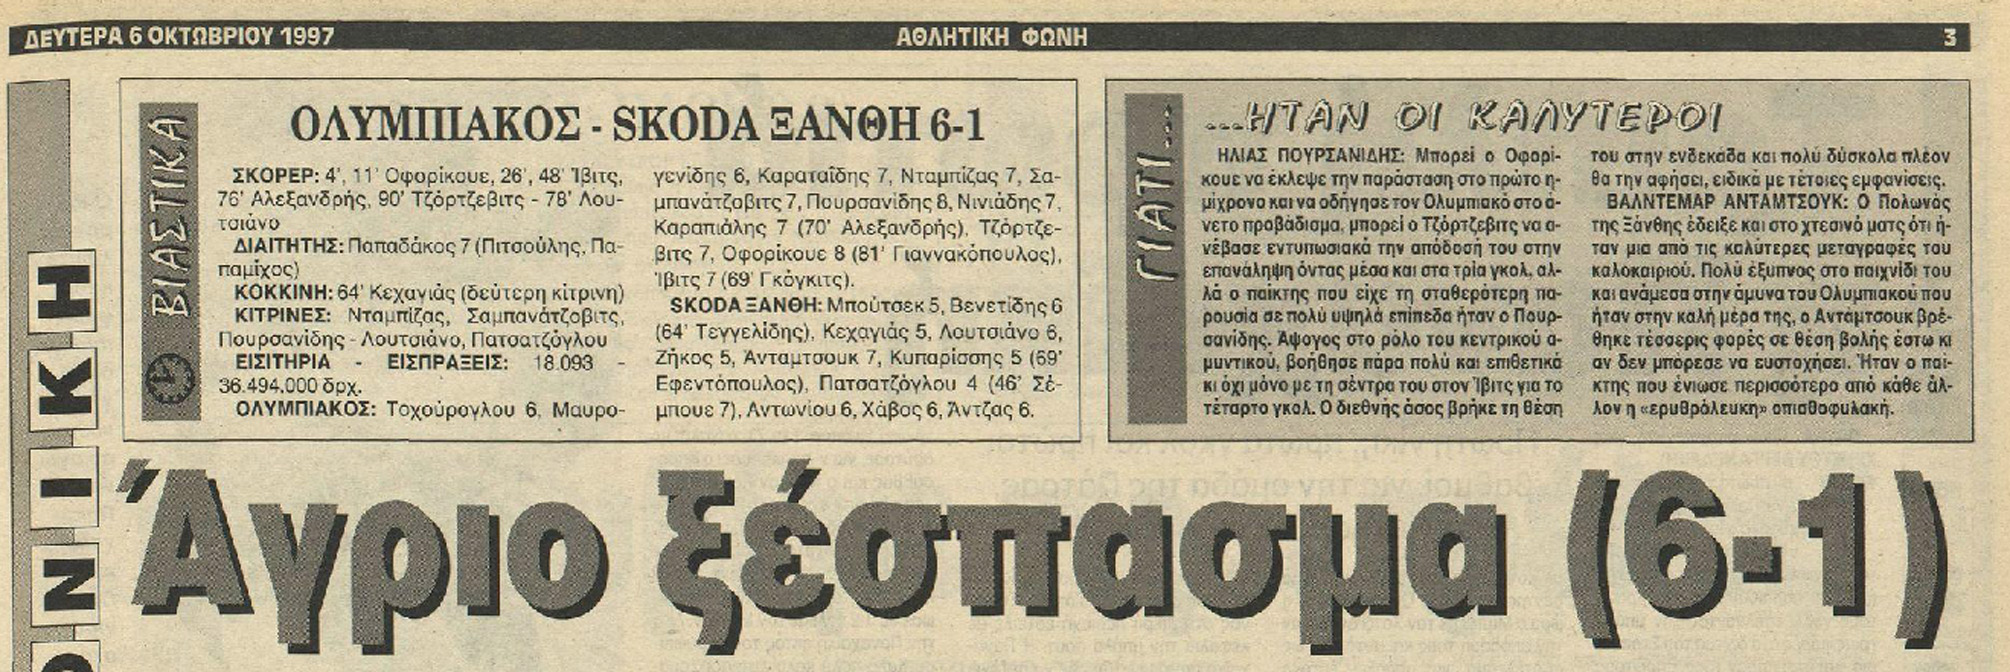 ΔΕΥΤΕΡΑ 6 ΟΚΤΩΒΡΙΟΥ 1997
ΑΘΛΗΤΙΚΗ ΦΩΝΗ
3
ΟΝΙΚΗ
ΒΙΑΣΤΙΚΑ
ΟΛΥΜΠΙΑΚΟΣ - SKODA ΞΑΝΘΗ 6-1
ΣΚΟΡΕΡ: 4', 11' Οφορίκουε, 26', 48' Ίβιτς,
76' Αλεξανδρής, 90' Τζόρτζεβιτς - 78' Λου-
τσιάνο
ΔΙΑΙΤΗΤΗΣ: Παπαδάκος 7 (Πιτσούλης, Πα-
παμίχος)
ΚΟΚΚΙΝΗ: 64' Κεχαγιάς (δεύτερη κίτρινη)
ΚΙΤΡΙΝΕΣ: Νταμπίζας, Σαμπανάτζοβιτς,
Πουρσανίδης - Λουτσιάνο, Πατσατζόγλου
ΕΙΣΙΤΗΡΙΑ - ΕΙΣΠΡΑΞΕΙΣ: 18.093 -
36.494.000 δρχ.
ΟΛΥΜΠΙΑΚΟΣ: Τοχούρογλου 6, Μαυρο-
γενίδης 6, Καραταΐδης 7, Νταμπίζας 7, Σα-
μπανάτζοβιτς 7, Πουρσανίδης 8, Νινιάδης 7,
Καραπιάλης 7 (70' Αλεξανδρής), Τζόρτζε-
βιτς 7, Οφορίκουε 8 (81' Γιαννακόπουλος),
Ίβιτς 7 (69' Γκόγκιτς).
SKODA ΞΑΝΘΗ: Μπούτσεκ 5, Βενετίδης 6
(64' Τεγγελίδης), Κεχαγιάς 5, Λουτσιάνο 6,
Ζήκος 5, Άνταμτσουκ 7, Κυπαρίσσης 5 (69'
Εφεντόπουλος), Πατσατζόγλου 4 (46' Σέ-
μπουε 7), Αντωνίου 6, Χάβος 6, Άντζας 6.
ΓΙΑΤΙ...
...ΗΤΑΝ ΟΙ ΚΑΛΥΤΕΡΟΙ
ΗΛΙΑΣ ΠΟΥΡΣΑΝΙΔΗΣ: Μπορεί ο Οφορί-
κουε να έκλεψε την παράσταση στο πρώτο η-
μίχρονο και να οδήγησε τον Ολυμπιακό στο ά-
νετο προβάδισμα, μπορεί ο Τζόρτζεβιτς να α-
νέβασε εντυπωσιακά την απόδοσή του στην
επανάληψη όντας μέσα και στα τρία γκολ, αλ-
λά ο παίκτης που είχε τη σταθερότερη πα-
ρουσία σε πολύ υψηλά επίπεδα ήταν ο Πουρ-
σανίδης. Άψογος στο ρόλο του κεντρικού α-
μυντικού, βοήθησε πάρα πολύ και επιθετικά
κι όχι μόνο με τη σέντρα του στον Ίβιτς για το
τέταρτο γκολ. Ο διεθνής άσος βρήκε τη θέση
του στην ενδεκάδα και πολύ δύσκολα πλέον
θα την αφήσει, ειδικά με τέτοιες εμφανίσεις.
ΒΑΛΝΤΕΜΑΡ ΑΝΤΑΜΤΣΟΥΚ: Ο Πολωνός
της Ξάνθης έδειξε και στο χτεσινό ματς ότι ή-
ταν μια από τις καλύτερες μεταγραφές του
καλοκαιριού. Πολύ έξυπνος στο παιχνίδι του
και ανάμεσα στην άμυνα του Ολυμπιακού που
ήταν στην καλή μέρα της, ο Αντάμτσουκ βρέ-
θηκε τέσσερις φορές σε θέση βολής έστω κι
αν δεν μπόρεσε να ευστοχήσει. Ήταν ο παί-
κτης που ένιωσε περισσότερο από κάθε άλ-
λον η «ερυθρόλευκη» οπισθοφυλακή.
Άγριο ξέσπασμα (6-1)